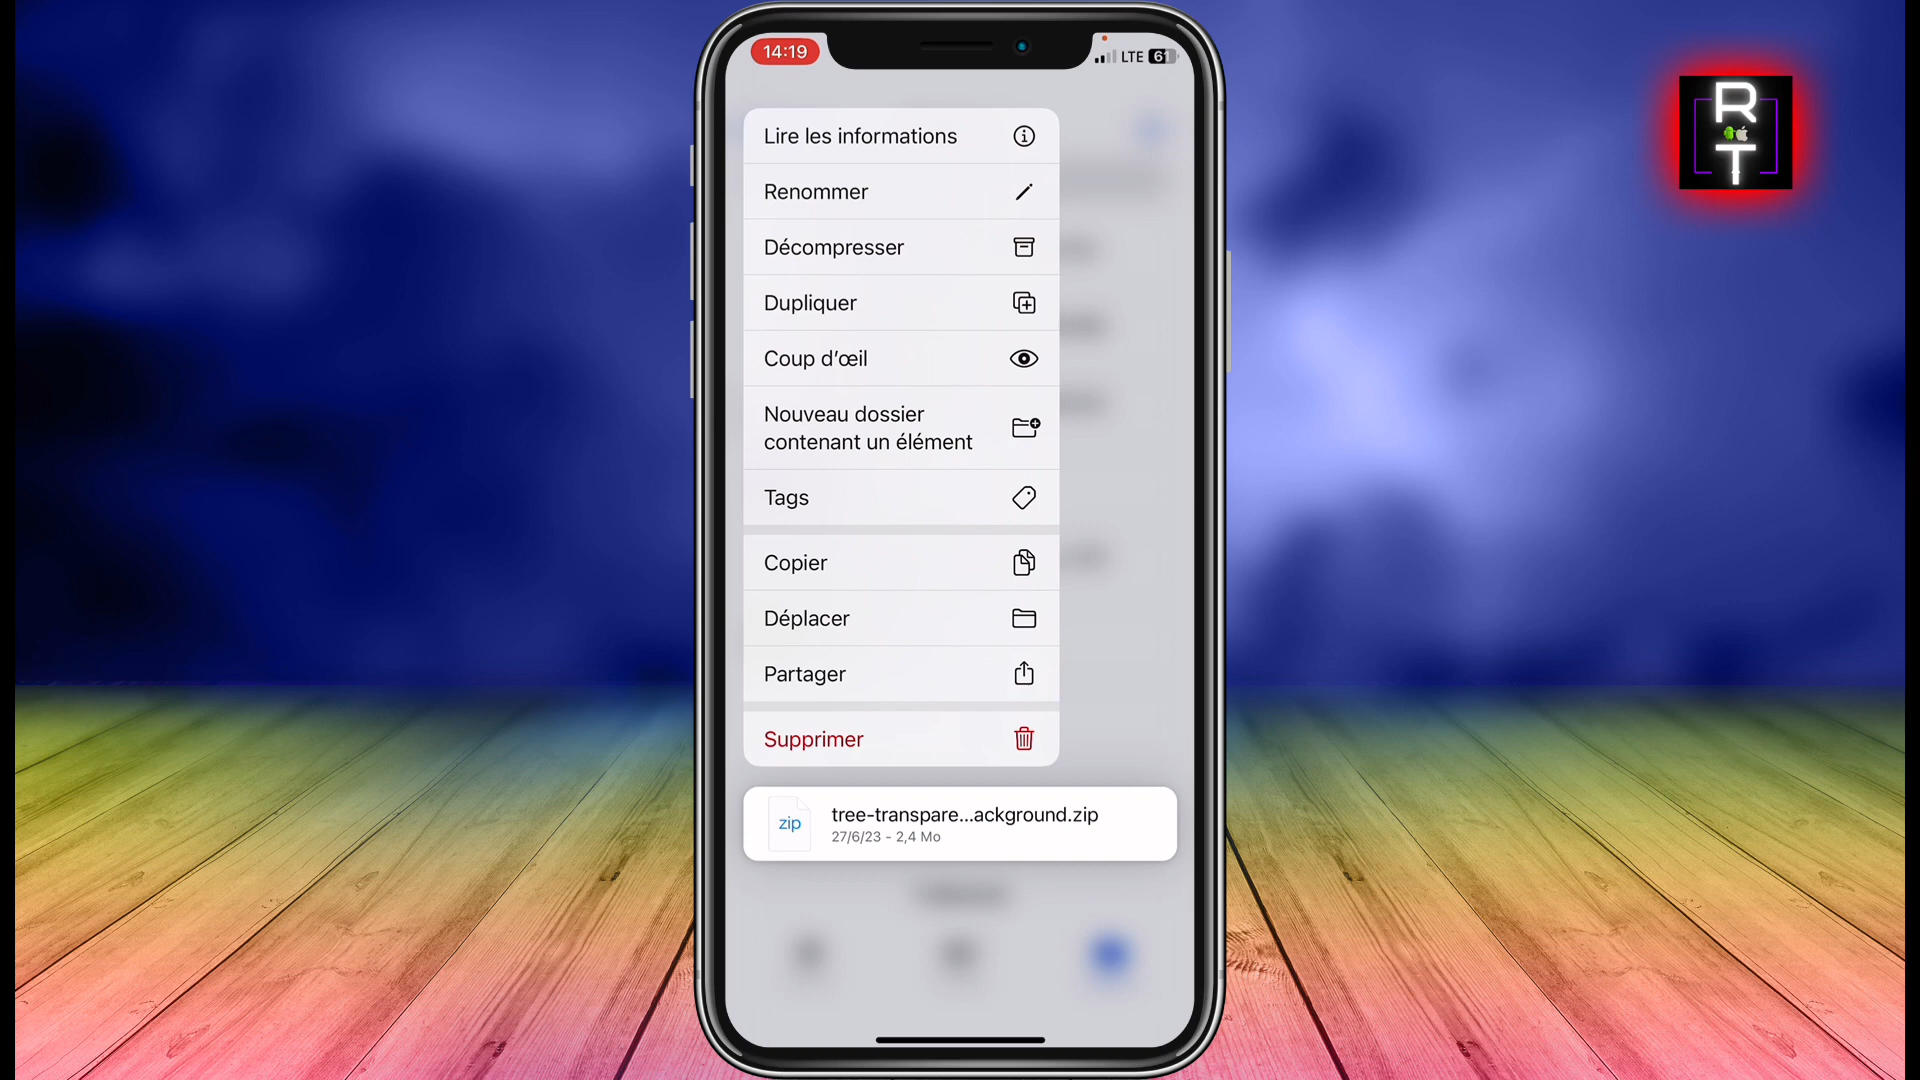 14:19
LTE 61
R
T
Lire les informations
Renommer
Décompresser
Dupliquer
Coup d’œil
Nouveau dossier
contenant un élément
Tags
Copier
Déplacer
Partager
Supprimer
zip
tree-transpare...ackground.zip
27/6/23 - 2,4 Mo